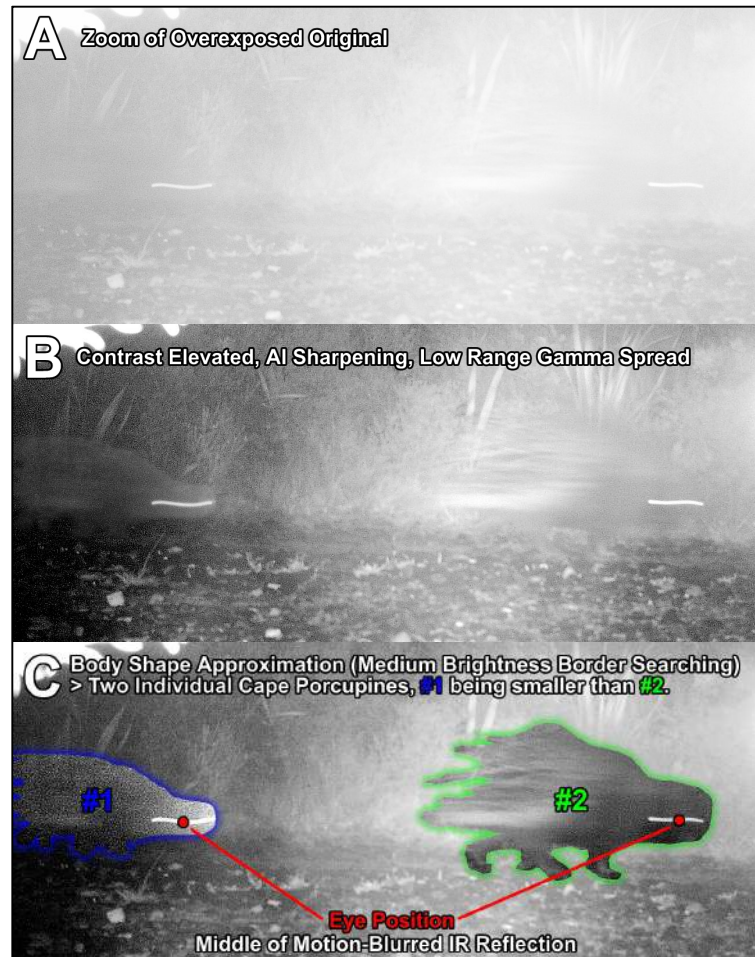 A Zoom of Overexposed Original
B Contrast Elevated, AI Sharpening, Low Range Gamma Spread
C Body Shape Approximation (Medium Brightness Border Searching)
> Two Individual Cape Porcupines, #1 being smaller than #2.
#1
#2
Eye Position
Middle of Motion-Blurred IR Reflection